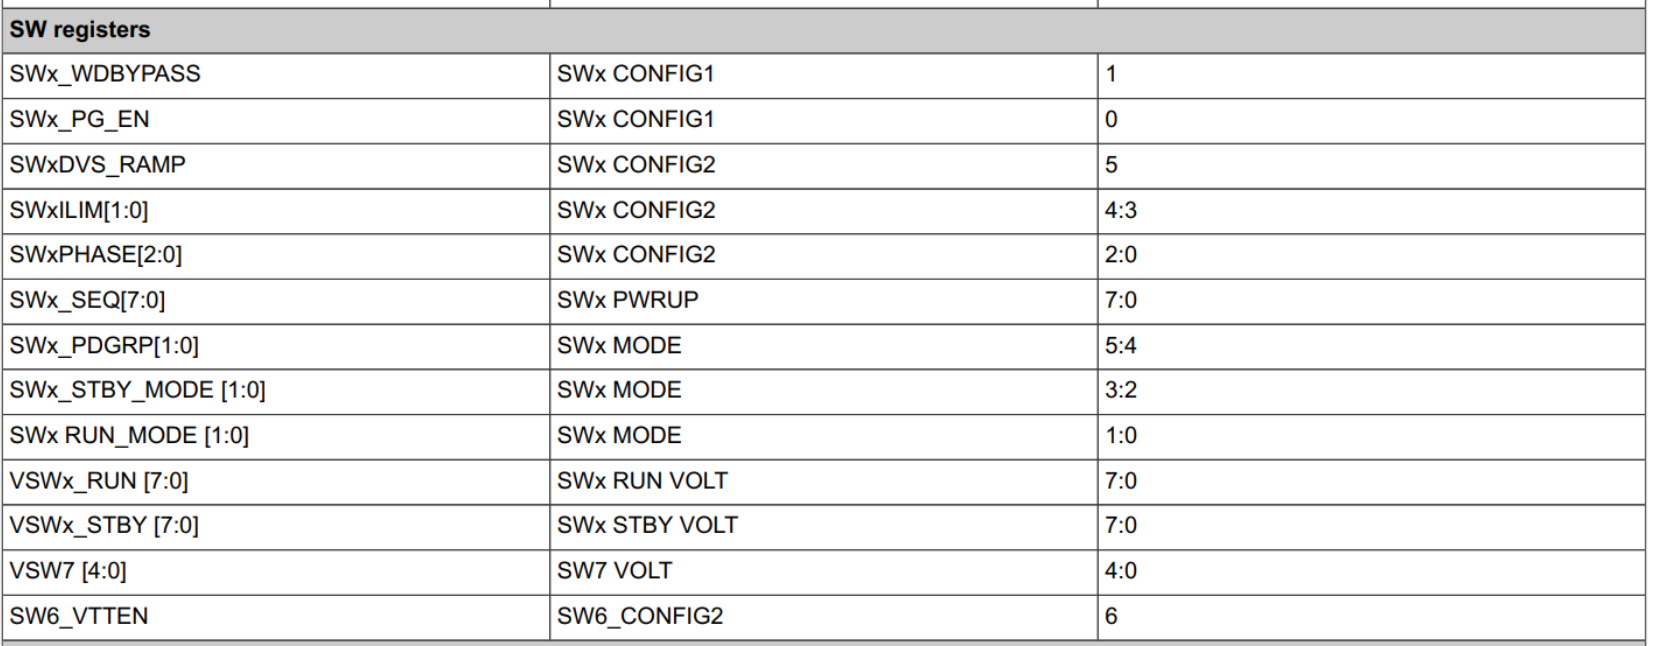 SW registers
SWx_WDBYPASS SWx CONFIG1 1
SWx_PG_EN SWx CONFIG1 0
SWxDVS_RAMP SWx CONFIG2 5
SWxILIM[1:0] SWx CONFIG2 4:3
SWxPHASE[2:0] SWx CONFIG2 2:0
SWx_SEQ[7:0] SWx PWRUP 7:0
SWx_PDGRP[1:0] SWx MODE 5:4
SWx_STBY_MODE [1:0] SWx MODE 3:2
SWx RUN_MODE [1:0] SWx MODE 1:0
VSWx_RUN [7:0] SWx RUN VOLT 7:0
VSWx_STBY [7:0] SWx STBY VOLT 7:0
VSW7 [4:0] SW7 VOLT 4:0
SW6_VTTEN SW6_CONFIG2 6